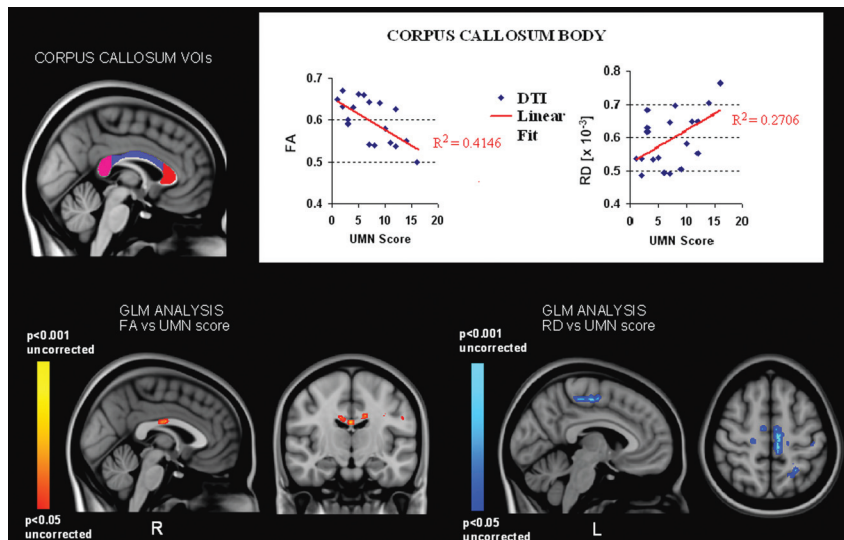 CORPUS CALLOSUM VOIs
CORPUS CALLOSUM BODY
0.7
0.6
0.5
0.4
FA
0
5
10
15
20
UMN Score
DTI
Linear
Fit
R² = 0.4146
0.8
0.7
0.6
0.5
0.4
RD [x 10⁻³]
0
5
10
15
20
UMN Score
R² = 0.2706
GLM ANALYSIS
FA vs UMN score
p<0.001
uncorrected
p<0.05
uncorrected
R
GLM ANALYSIS
RD vs UMN score
p<0.001
uncorrected
p<0.05
uncorrected
L